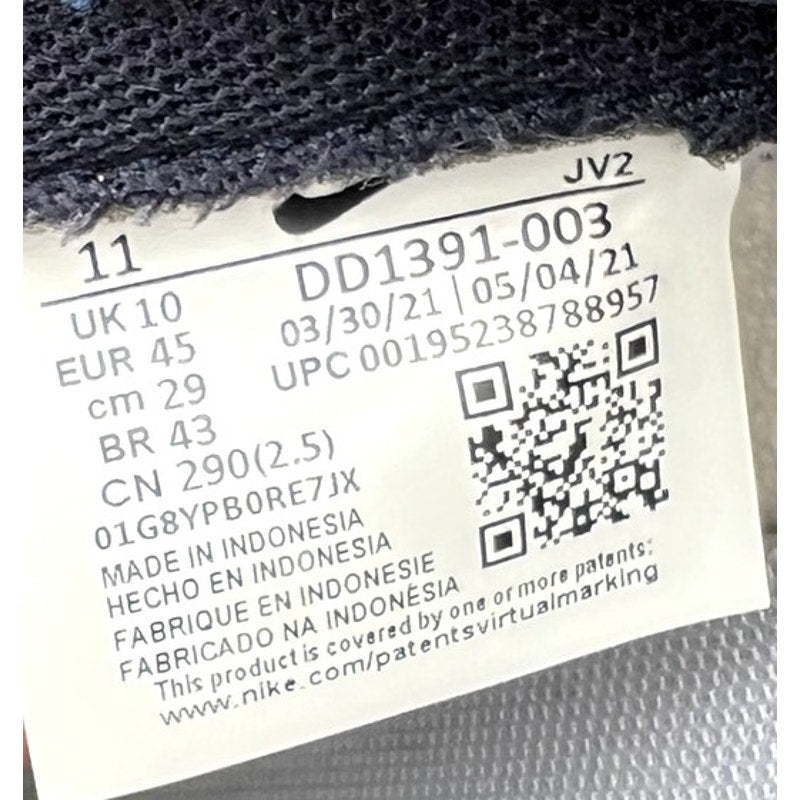 JV2
11
DD1391-003
UK 10
03/30/21 | 05/04/21
EUR 45
UPC 00195238788957
cm 29
BR 43
CN 290(2.5)
01G8YPB0RE7JX
MADE IN INDONESIA
HECHO EN INDONESIA
FABRIQUE EN INDONESIE
FABRICADO NA INDONÉSIA
This product is covered by one or more patents:
www.nike.com/patentsvirtualmarking